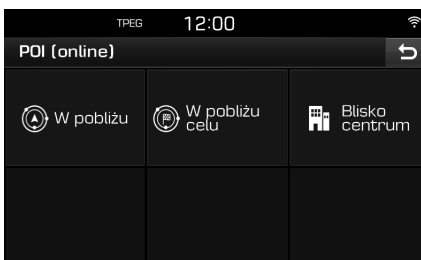 TPEG 12:00
POI (online)
W pobliżu
W pobliżu
celu
Blisko
centrum